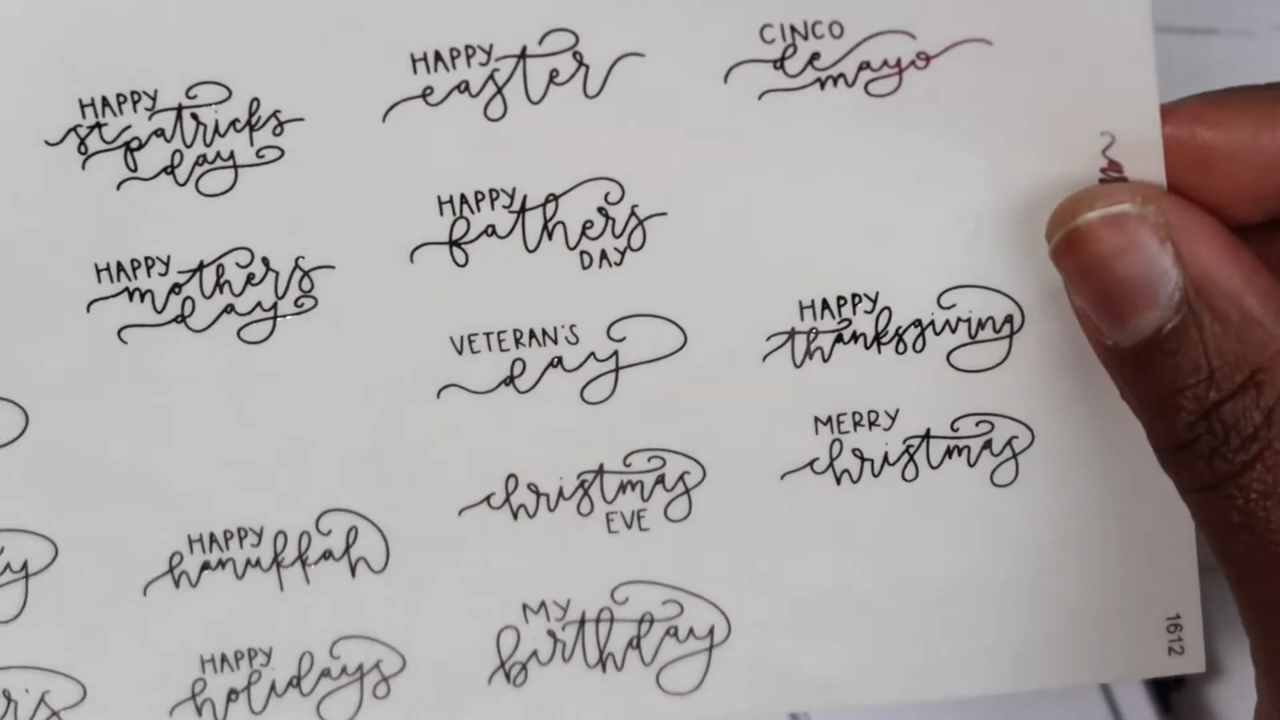 HAPPY
easter
CINCO
de
mayo
HAPPY
st patricks
day
HAPPY
fathers
DAY
HAPPY
mothers
day
VETERAN'S
day
HAPPY
thanksgiving
MERRY
christmas
christmas
EVE
HAPPY
hanukkah
MY
birthday
HAPPY
holidays
1612